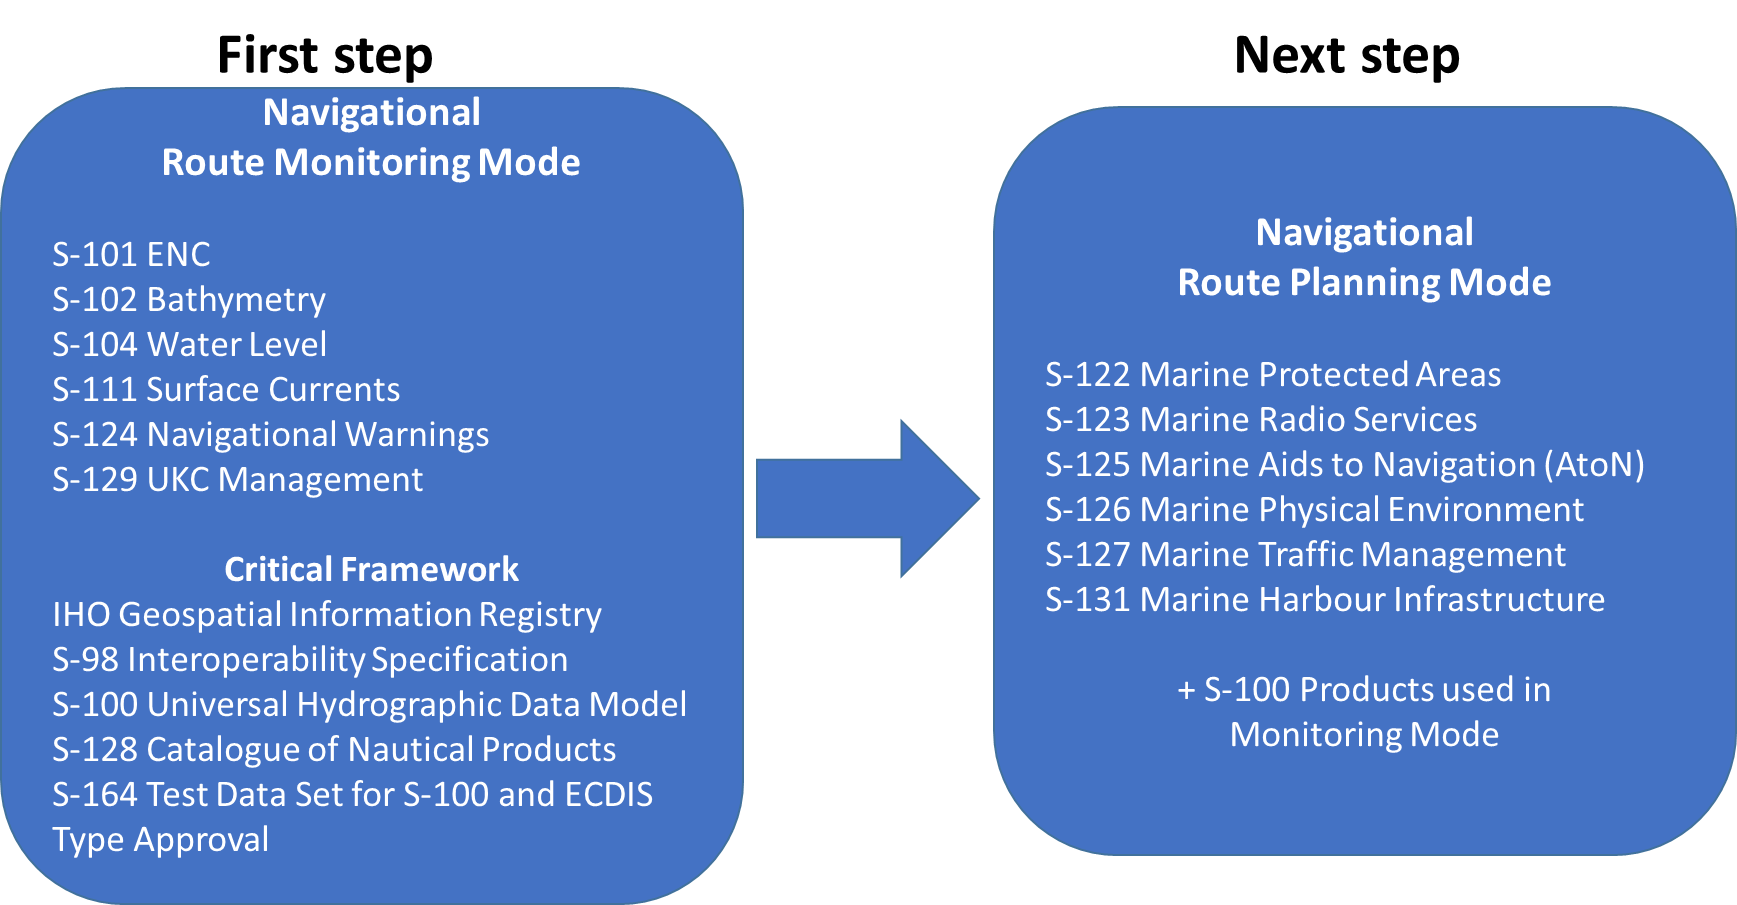 First step
Navigational
Route Monitoring Mode
S-101 ENC
S-102 Bathymetry
S-104 Water Level
S-111 Surface Currents
S-124 Navigational Warnings
S-129 UKC Management
Critical Framework
IHO Geospatial Information Registry
S-98 Interoperability Specification
S-100 Universal Hydrographic Data Model
S-128 Catalogue of Nautical Products
S-164 Test Data Set for S-100 and ECDIS
Type Approval
Next step
Navigational
Route Planning Mode
S-122 Marine Protected Areas
S-123 Marine Radio Services
S-125 Marine Aids to Navigation (AtoN)
S-126 Marine Physical Environment
S-127 Marine Traffic Management
S-131 Marine Harbour Infrastructure
+ S-100 Products used in
Monitoring Mode